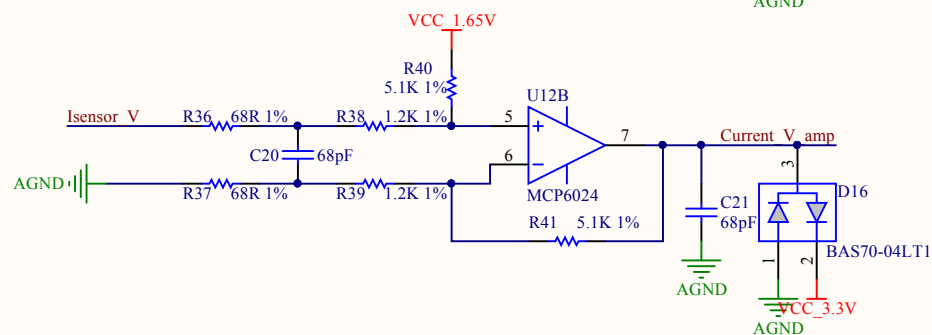 AGND
VCC_1.65V
R40
5.1K 1%
U12B
Isensor_V
R36 68R 1%
R38 1.2K 1%
5
7
Current_V_amp
C20 68pF
6
3
AGND
R37 68R 1%
R39 1.2K 1%
MCP6024
D16
R41 5.1K 1%
C21
68pF
BAS70-04LT1
1
2
AGND
VCC_3.3V
AGND